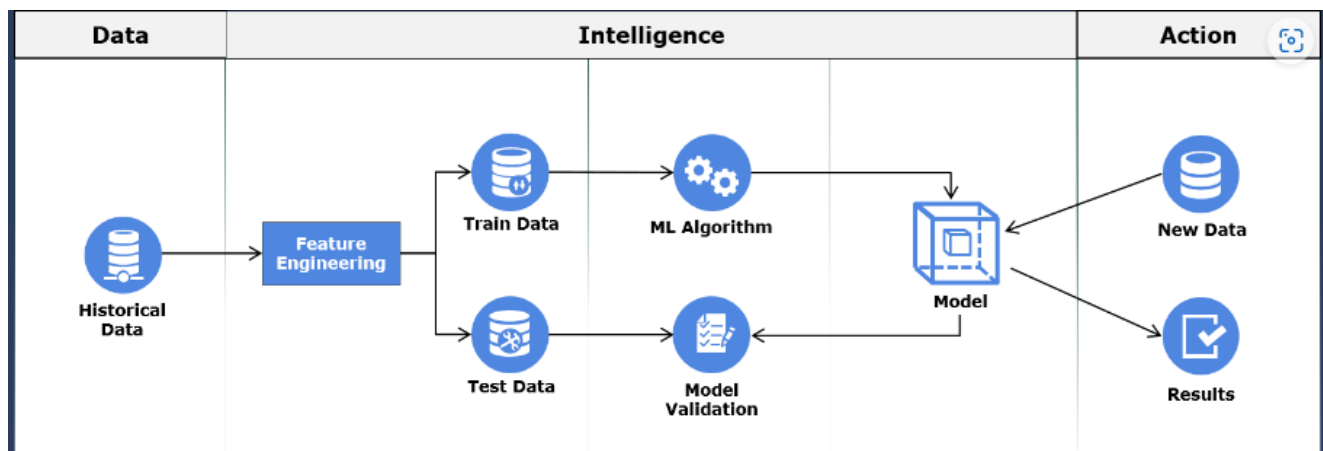 Data
Intelligence
Action
Train Data
ML Algorithm
New Data
Feature
Engineering
Historical
Data
Model
Test Data
Model
Validation
Results